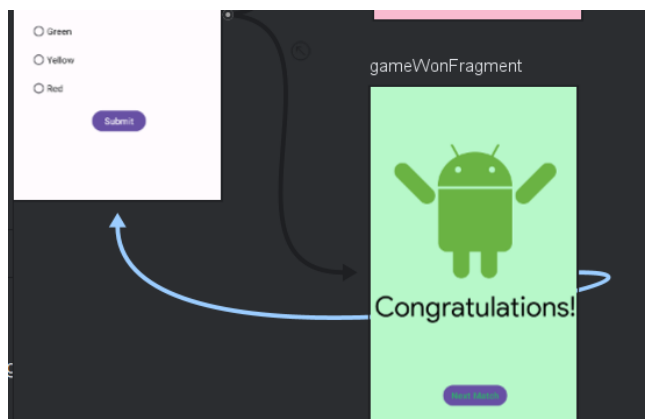 Green
Yellow
Red
Submit
gameWonFragment
Congratulations!
Next Match